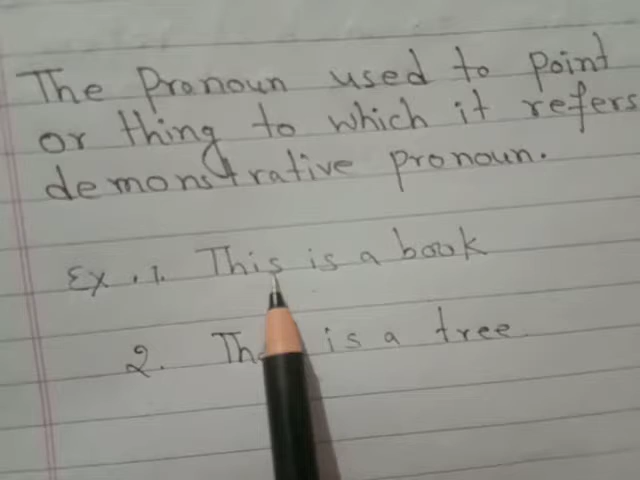 The Pronoun used to point
or thing to which it refers
demonstrative pronoun.
Ex. 1. This is a book
2. is a tree